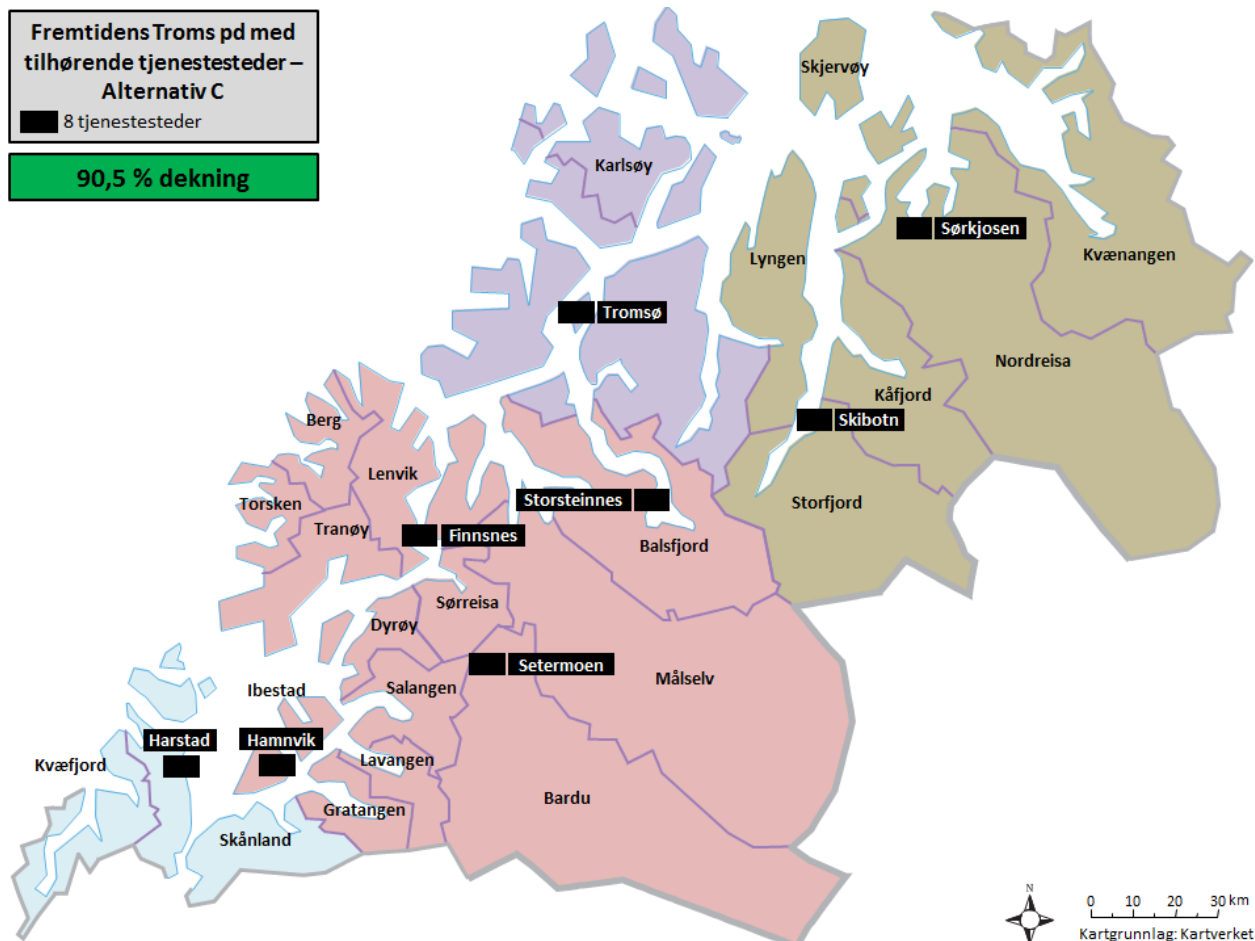 Fremtidens Troms pd med
tilhørende tjenestesteder –
Alternativ C
8 tjenestesteder
90,5 % dekning
Skjervøy
Karlsøy
Sørkjosen
Lyngen
Kvænangen
Tromsø
Nordreisa
Kåfjord
Berg
Skibotn
Lenvik
Torsken
Storsteinnes
Storfjord
Tranøy
Finnsnes
Balsfjord
Sørreisa
Dyrøy
Setermoen
Målselv
Ibestad
Salangen
Harstad
Hamnvik
Kvæfjord
Lavangen
Bardu
Gratangen
Skånland
N
0 10 20 30 km
Kartgrunnlag: Kartverket